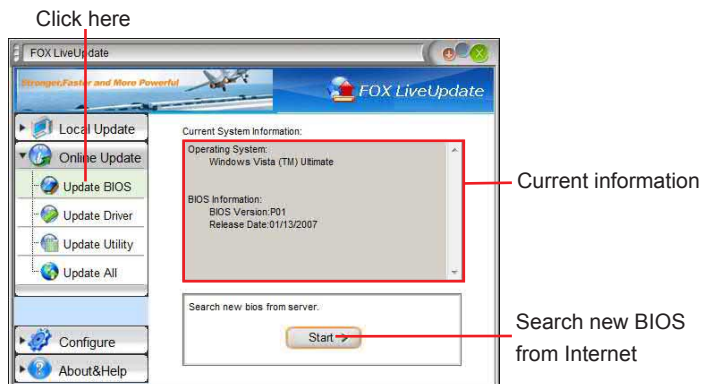 Click here
FOX LiveUpdate
Stronger,Faster and More Powerful
FOX LiveUpdate
Local Update
Online Update
Update BIOS
Update Driver
Update Utility
Update All
Configure
About&Help
Current System Information:
Operating System:
Windows Vista (TM) Ultimate
BIOS Information:
BIOS Version:P01
Release Date:01/13/2007
Current information
Search new bios from server.
Start
Search new BIOS
from Internet